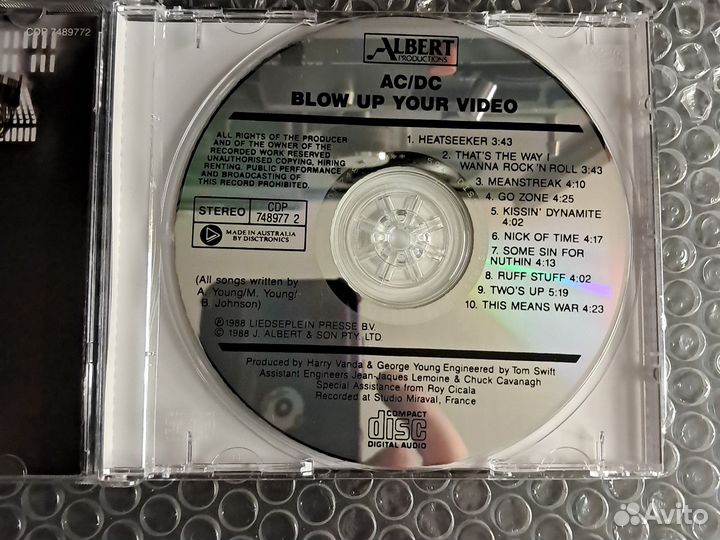 CDP 7489772
ALBERT
PRODUCTIONS
AC/DC
BLOW UP YOUR VIDEO
ALL RIGHTS OF THE PRODUCER
AND OF THE OWNER OF THE
RECORDED WORK RESERVED
UNAUTHORISED COPYING, HIRING
RENTING, PUBLIC PERFORMANCE
AND BROADCASTING OF
THIS RECORD PROHIBITED.
STEREO
CDP
748977 2
MADE IN AUSTRALIA
BY DISCTRONICS
1. HEATSEEKER 3:43
2. THAT'S THE WAY I
WANNA ROCK 'N ROLL 3:43
3. MEANSTREAK 4:10
4. GO ZONE 4:25
5. KISSIN' DYNAMITE
4:02
6. NICK OF TIME 4:17
7. SOME SIN FOR
NUTHIN 4:13
8. RUFF STUFF 4:02
9. TWO'S UP 5:19
10. THIS MEANS WAR 4:23
(All songs written by
A. Young/M. Young/
B. Johnson)
Ⓟ 1988 LIEDSEPLEIN PRESSE B.V.
© 1988 J. ALBERT & SON PTY. LTD
Produced by Harry Vanda & George Young Engineered by Tom Swift
Assistant Engineers Jean-Jaques Lemoine & Chuck Cavanagh
Special Assistance from Roy Cicala
Recorded at Studio Miraval, France
COMPACT
disc
DIGITAL AUDIO
Avito